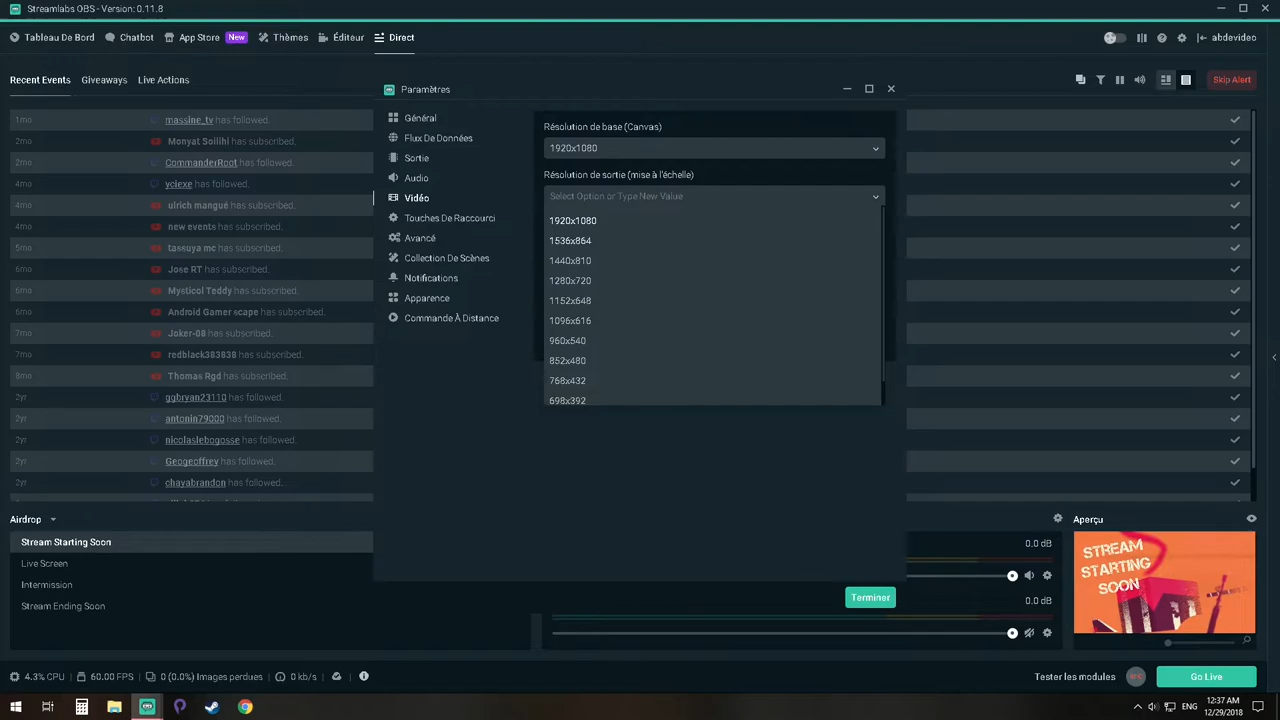 Streamlabs OBS - Version: 0.11.8
Tableau De Bord
Chatbot
App Store
New
Thèmes
Éditeur
Direct
abdevideo
Recent Events
Giveaways
Live Actions
Skip Alert
1mo massine_tv has followed.
2mo Monyat Soilihi has subscribed.
2mo CommanderRoot has followed.
4mo yciexe has followed.
4mo ulrich mangué has subscribed.
4mo new events has subscribed.
5mo tassuya mc has subscribed.
6mo Jose RT has subscribed.
6mo Mysticol Teddy has subscribed.
6mo Android Gamer scape has subscribed.
7mo Joker-08 has subscribed.
7mo redblack383838 has subscribed.
8mo Thomas Rgd has subscribed.
2yr ggbryan23110 has followed.
2yr antonin79000 has followed.
2yr nicolaslebogosse has followed.
2yr Geogeoffrey has followed.
2yr chayabrandon has followed.
Paramètres
Général
Flux De Données
Sortie
Audio
Vidéo
Touches De Raccourci
Avancé
Collection De Scènes
Notifications
Apparence
Commande À Distance
Résolution de base (Canvas)
1920x1080
Résolution de sortie (mise à l'échelle)
Select Option or Type New Value
1920x1080
1536x864
1440x810
1280x720
1152x648
1096x616
960x540
852x480
768x432
698x392
Terminer
Airdrop
Stream Starting Soon
Live Screen
Intermission
Stream Ending Soon
0.0 dB
0.0 dB
Aperçu
STREAM
STARTING
SOON
4.3% CPU
60.00 FPS
0 (0.0%) Images perdues
0 kb/s
Tester les modules
REC
Go Live
ENG
12:37 AM
12/29/2018